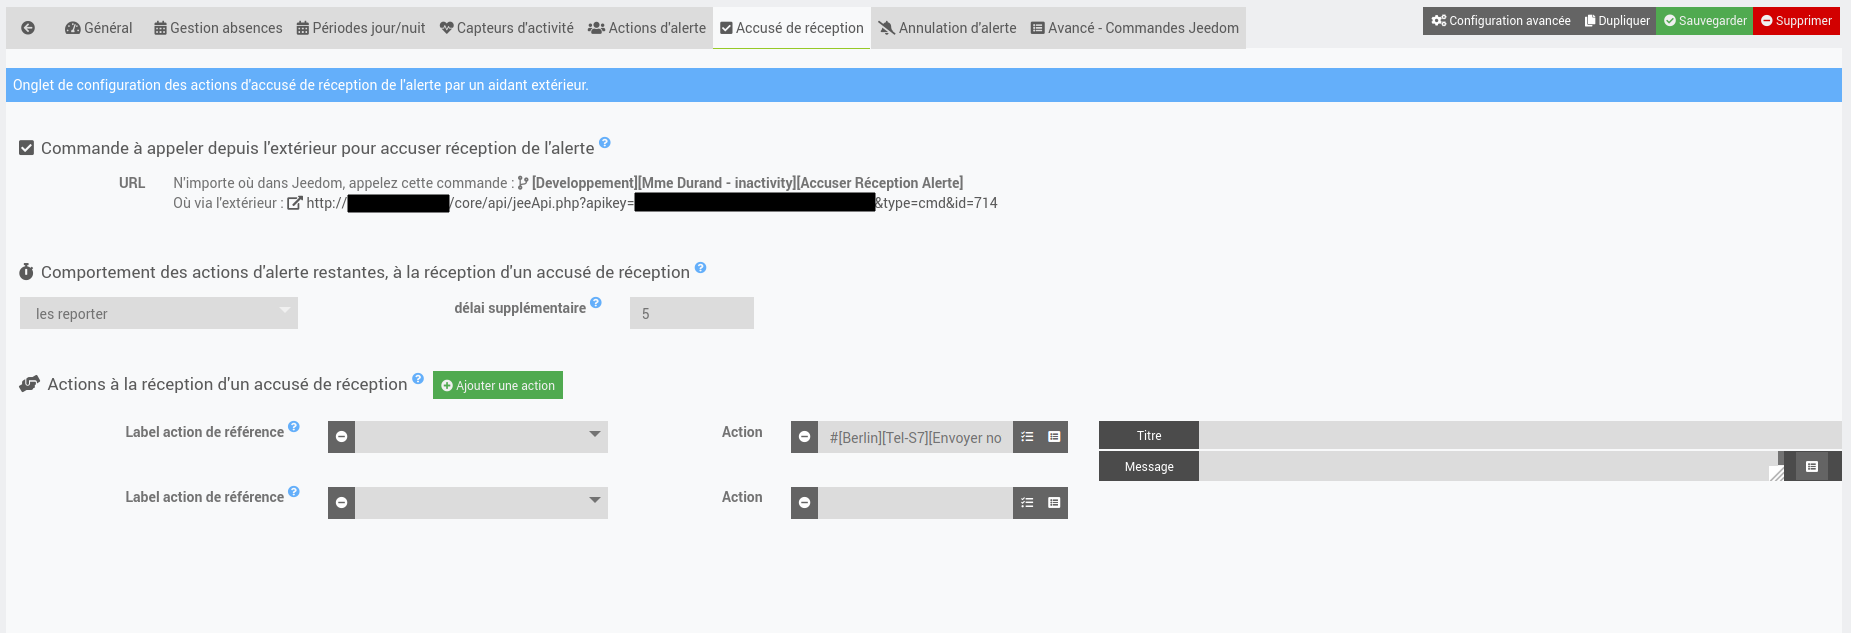 Général Gestion absences Périodes jour/nuit Capteurs d'activité Actions d'alerte Accusé de réception Annulation d'alerte Avancé - Commandes Jeedom Configuration avancée Dupliquer Sauvegarder Supprimer
Onglet de configuration des actions d'accusé de réception de l'alerte par un aidant extérieur.
Commande à appeler depuis l'extérieur pour accuser réception de l'alerte
URL N'importe où dans Jeedom, appelez cette commande : [Developpement][Mme Durand - inactivity][Accuser Réception Alerte]
Où via l'extérieur : http:// /core/api/jeeApi.php?apikey= &type=cmd&id=714
Comportement des actions d'alerte restantes, à la réception d'un accusé de réception
les reporter délai supplémentaire 5
Actions à la réception d'un accusé de réception Ajouter une action
Label action de référence Action #[Berlin][Tel-S7][Envoyer no Titre
Message
Label action de référence Action